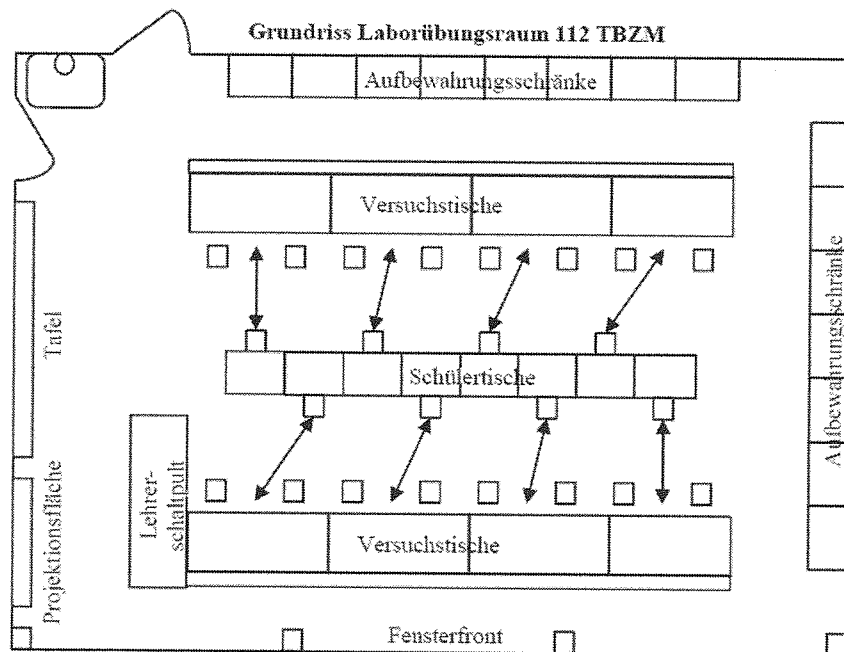 Grundriss Laborübungsraum 112 TBZM
Aufbewahrungsschränke
Versuchstische
Tafel
Schülertische
Aufbewahrungsschränke
Projektionsfläche
Lehrer-
schaltpult
Versuchstische
Fensterfront